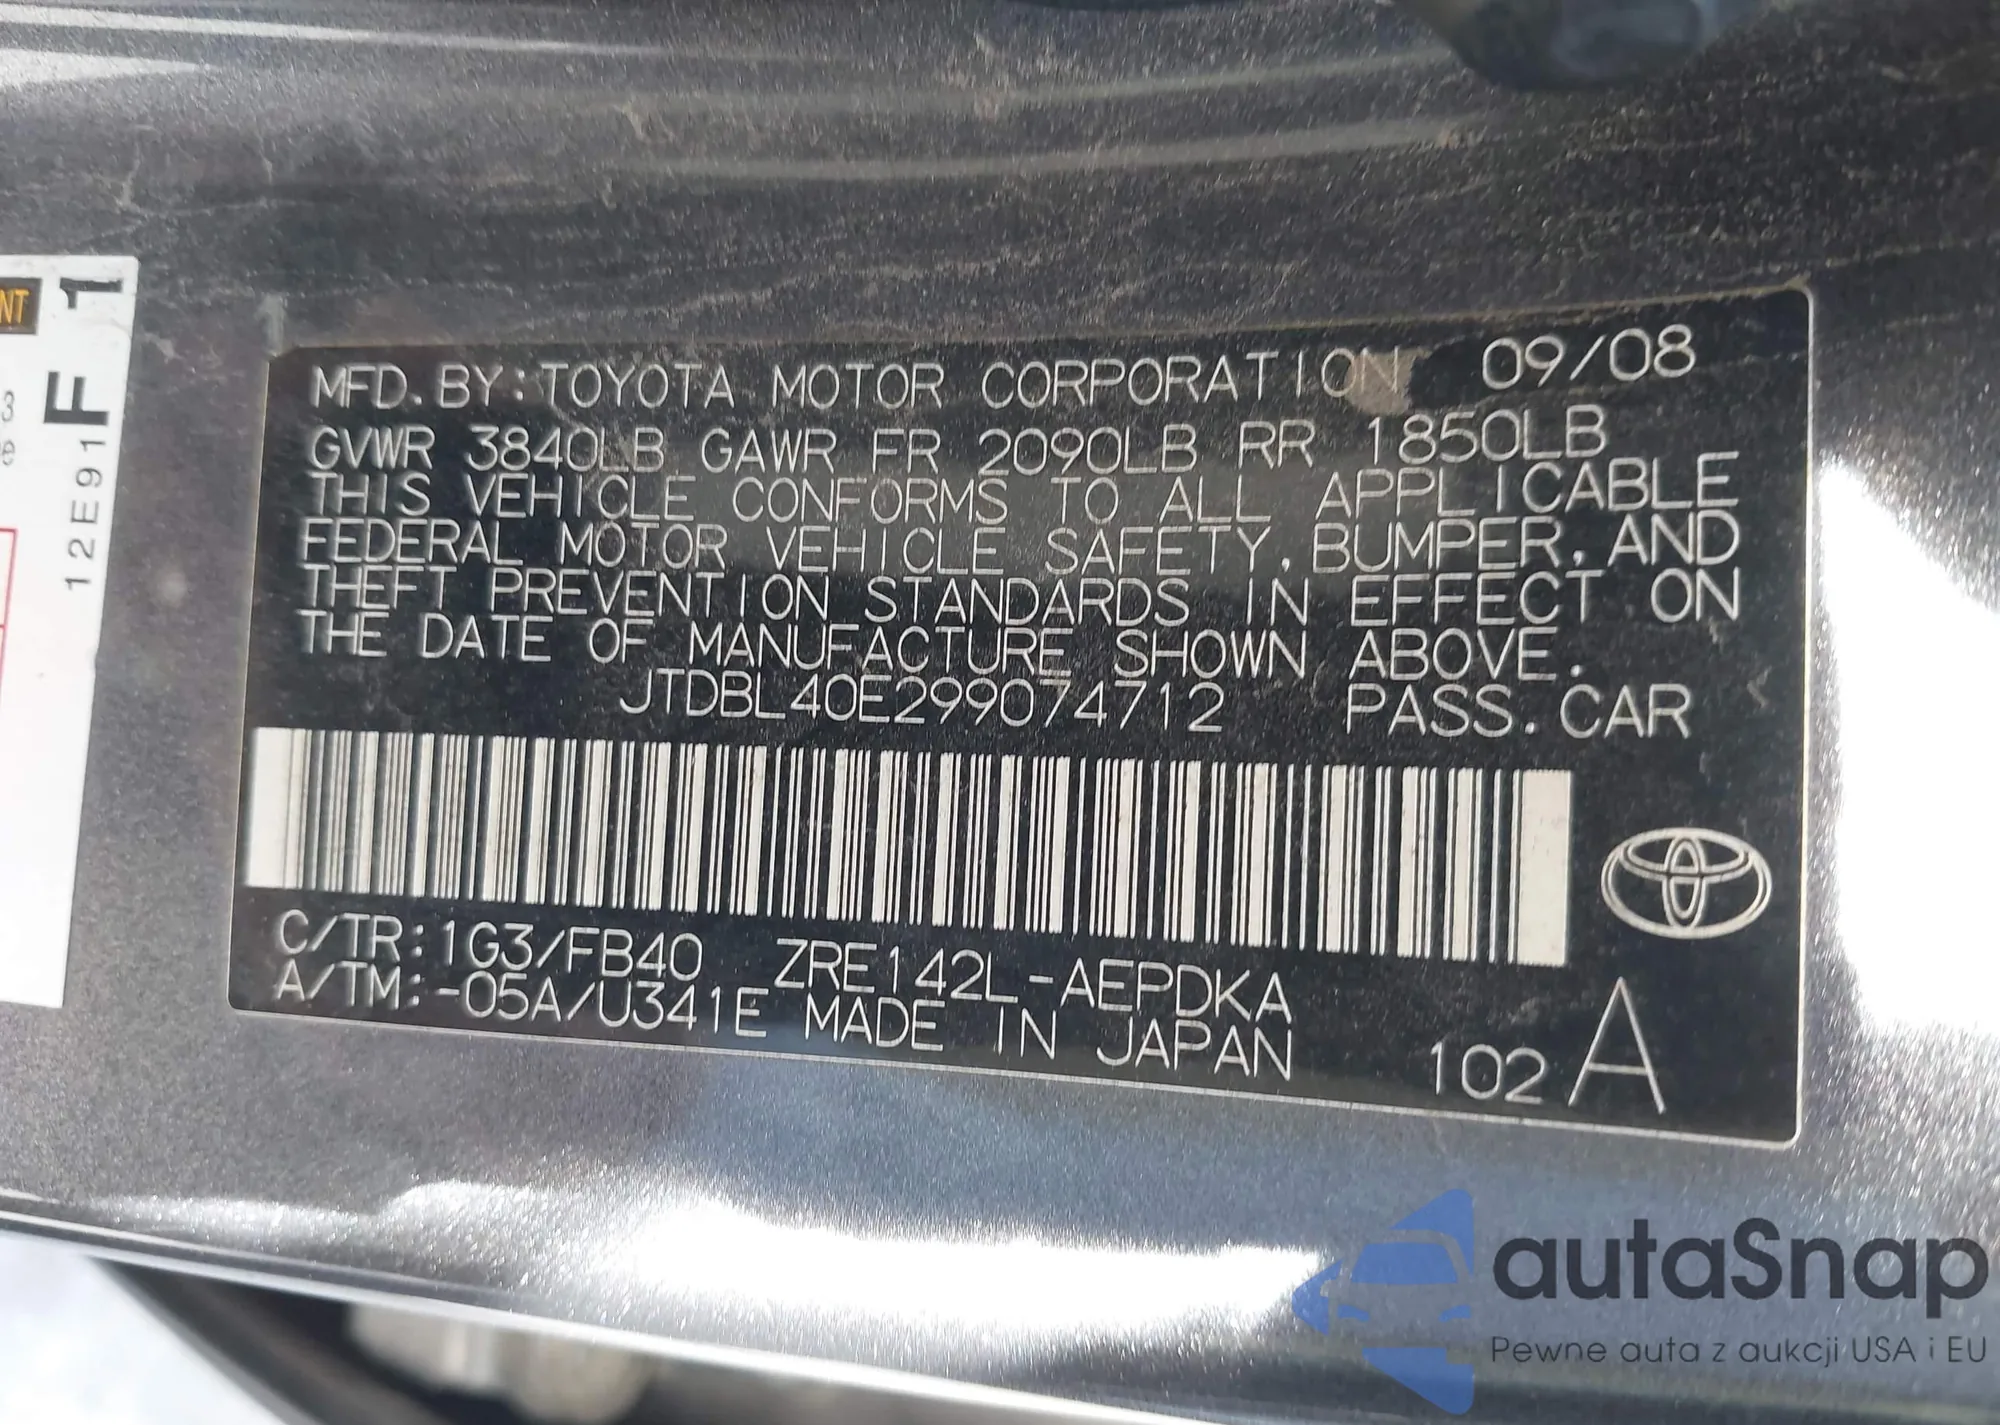 NT
F 1
3
e
12E91
MFD. BY: TOYOTA MOTOR CORPORATION 09/08
GVWR 3840LB GAWR FR 2090LB RR 1850LB
THIS VEHICLE CONFORMS TO ALL APPLICABLE
FEDERAL MOTOR VEHICLE SAFETY, BUMPER, AND
THEFT PREVENTION STANDARDS IN EFFECT ON
THE DATE OF MANUFACTURE SHOWN ABOVE.
JTDBL40E299074712 PASS. CAR
C/TR: 1G3/FB40 ZRE142L-AEPDKA
A/TM: -05A/U341E MADE IN JAPAN
102 A
autaSnap
Pewne auta z aukcji USA i EU